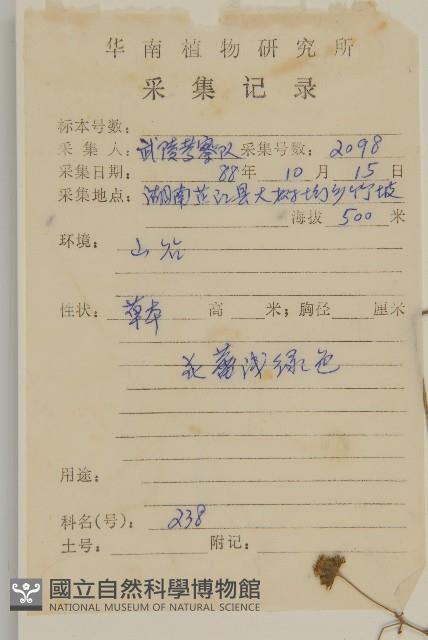 华南植物研究所
采集记录
标本号数:
采集人: 武陵考察队 采集号数: 2098
采集日期: 88年 10月 15日
采集地点: 湖南芷江县大树坳乡竹坡
海拔 500 米
环境: 山谷
性状: 草本 高 米; 胸径 厘米
花蕾浅绿色
用途:
科名(号): 238
土号: 附记:
國立自然科學博物館
NATIONAL MUSEUM OF NATURAL SCIENCE